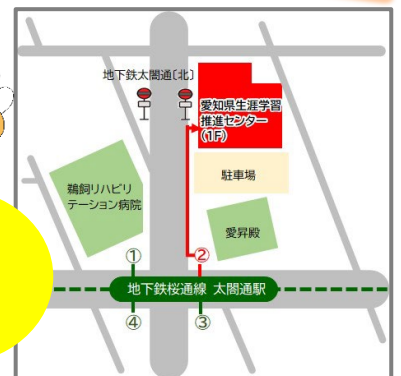 地下鉄太閤通〔北〕
愛知県生涯学習
推進センター
(1F)
駐車場
鵜飼リハビリ
テーション病院
愛昇殿
①
②
地下鉄桜通線 太閤通駅
④
③